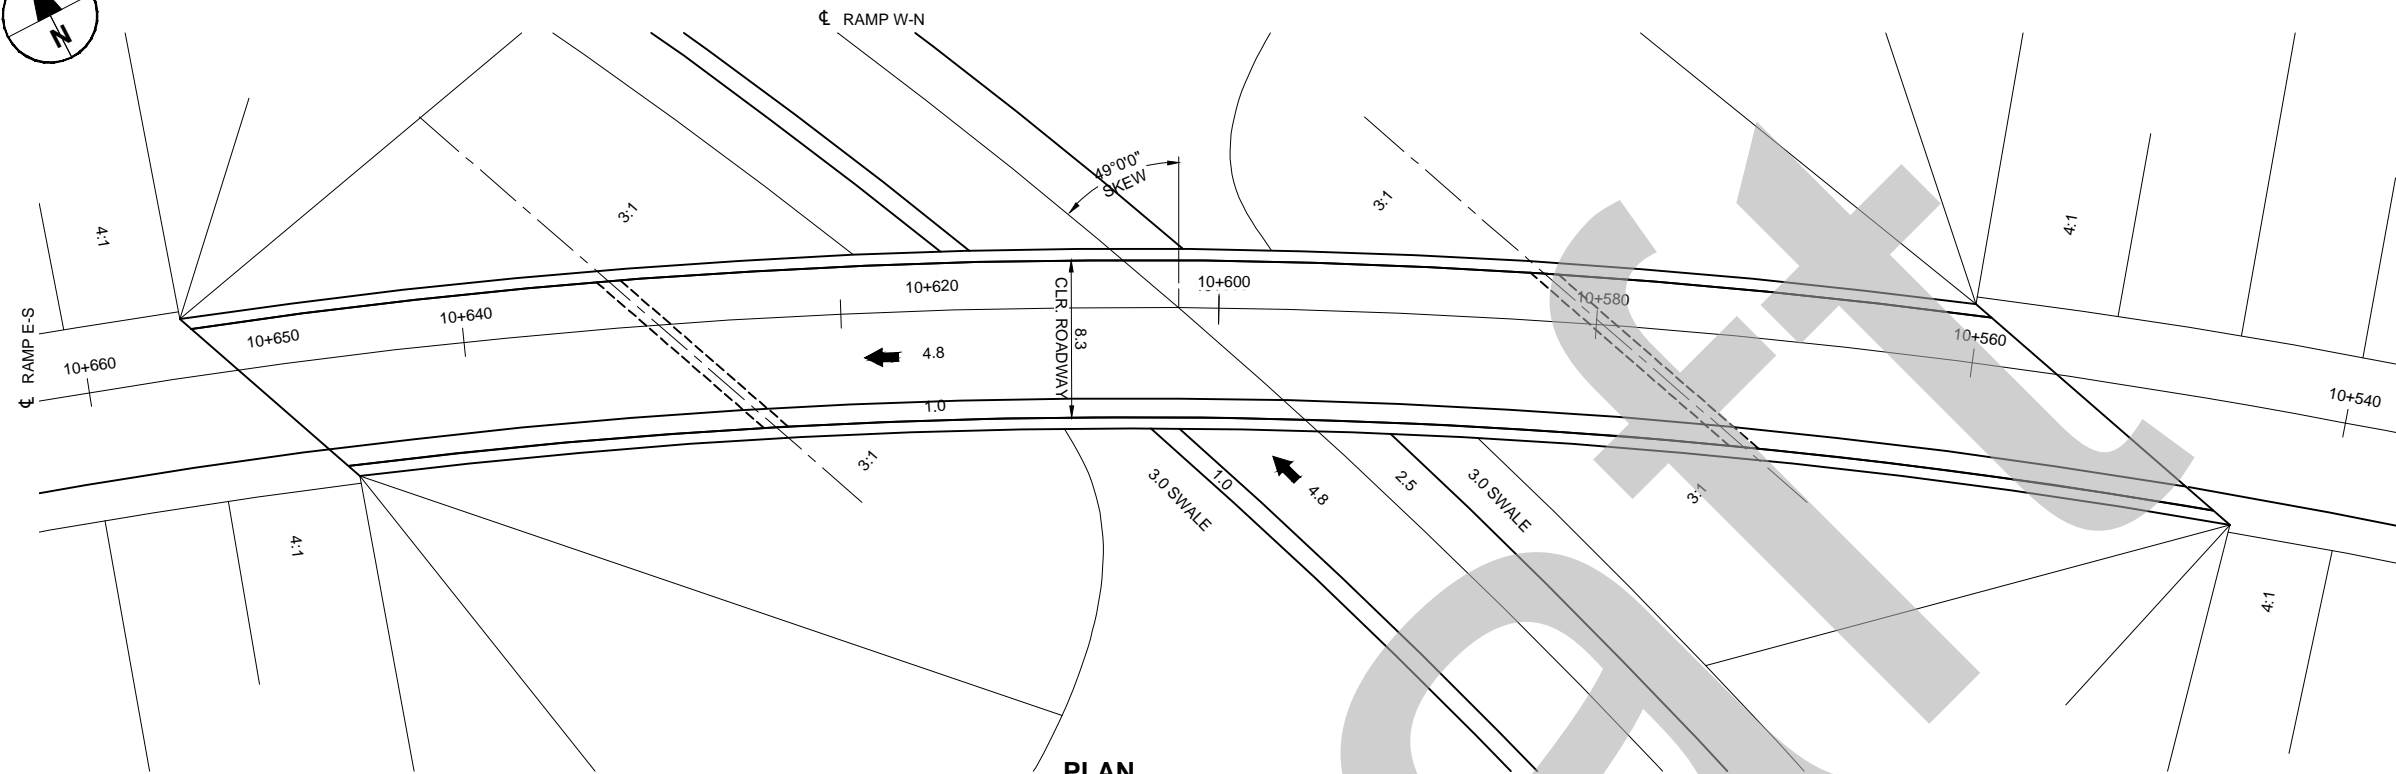 N
℄ RAMP W-N
49°0'0"
SKEW
3:1
3:1
4:1
4:1
℄ RAMP E-S
10+660
10+650
10+640
10+620
10+600
10+580
10+560
10+540
CLR. ROADWAY
8.3
4.8
1.0
3:1
3.0 SWALE
1.0
4.8
2.5
3.0 SWALE
3:1
4:1
4:1
PLAN